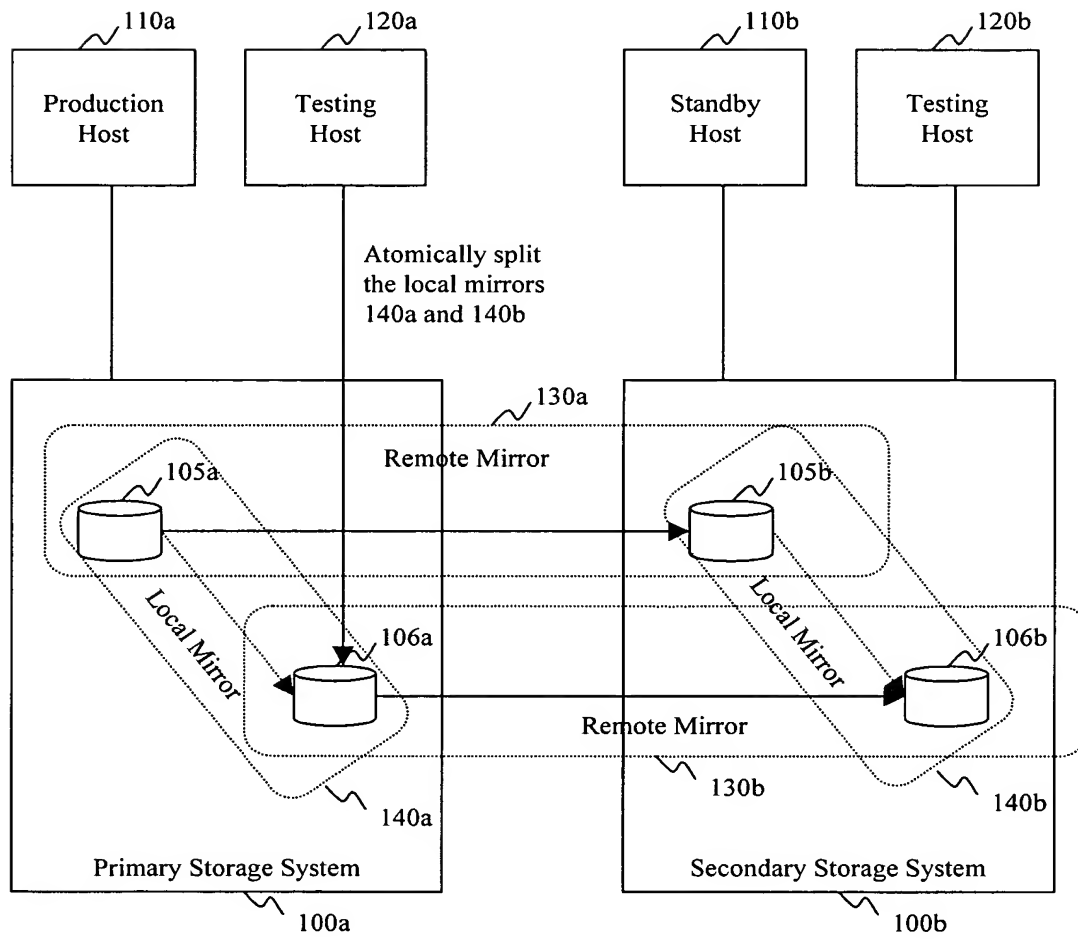 110a
120a
110b
120b
Production
Host
Testing
Host
Standby
Host
Testing
Host
Atomically split
the local mirrors
140a and 140b
130a
Remote Mirror
105a
105b
Local Mirror
Local Mirror
106a
106b
Remote Mirror
130b
140a
140b
Primary Storage System
Secondary Storage System
100a
100b